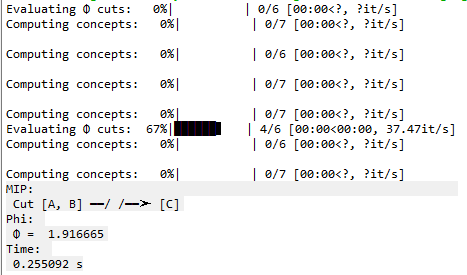 Evaluating Φ cuts:   0%|          | 0/6 [00:00<?, ?it/s]
Computing concepts:   0%|          | 0/7 [00:00<?, ?it/s]
Computing concepts:   0%|          | 0/6 [00:00<?, ?it/s]
Computing concepts:   0%|          | 0/7 [00:00<?, ?it/s]
Computing concepts:   0%|          | 0/7 [00:00<?, ?it/s]
Evaluating Φ cuts:  67%|██████▋   | 4/6 [00:00<00:00, 37.47it/s]
Computing concepts:   0%|          | 0/6 [00:00<?, ?it/s]
Computing concepts:   0%|          | 0/7 [00:00<?, ?it/s]
MIP:
Cut [A, B] ━━/ /━━➤ [C]
Phi:
Φ =  1.916665
Time:
0.255092 s